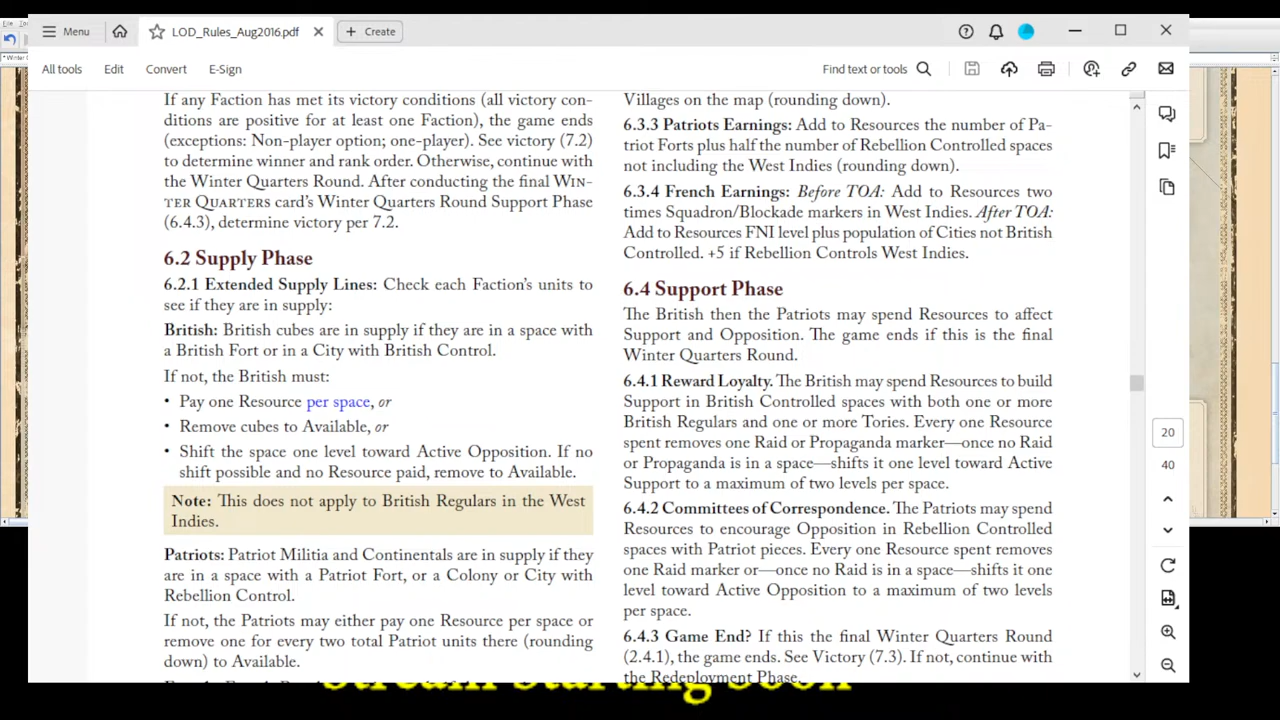 Menu
LOD_Rules_Aug2016.pdf
Create
All tools
Edit
Convert
E-Sign
Find text or tools
If any Faction has met its victory conditions (all victory con-
ditions are positive for at least one Faction), the game ends
(exceptions: Non-player option; one-player). See victory (7.2)
to determine winner and rank order. Otherwise, continue with
the Winter Quarters Round. After conducting the final WIN-
TER QUARTERS card's Winter Quarters Round Support Phase
(6.4.3), determine victory per 7.2.
6.2 Supply Phase
6.2.1 Extended Supply Lines: Check each Faction's units to
see if they are in supply:
British: British cubes are in supply if they are in a space with
a British Fort or in a City with British Control.
If not, the British must:
• Pay one Resource per space, or
• Remove cubes to Available, or
• Shift the space one level toward Active Opposition. If no
shift possible and no Resource paid, remove to Available.
Note: This does not apply to British Regulars in the West
Indies.
Patriots: Patriot Militia and Continentals are in supply if they
are in a space with a Patriot Fort, or a Colony or City with
Rebellion Control.
If not, the Patriots may either pay one Resource per space or
remove one for every two total Patriot units there (rounding
down) to Available.
Villages on the map (rounding down).
6.3.3 Patriots Earnings: Add to Resources the number of Pa-
triot Forts plus half the number of Rebellion Controlled spaces
not including the West Indies (rounding down).
6.3.4 French Earnings: Before TOA: Add to Resources two
times Squadron/Blockade markers in West Indies. After TOA:
Add to Resources FNI level plus population of Cities not British
Controlled. +5 if Rebellion Controls West Indies.
6.4 Support Phase
The British then the Patriots may spend Resources to affect
Support and Opposition. The game ends if this is the final
Winter Quarters Round.
6.4.1 Reward Loyalty. The British may spend Resources to build
Support in British Controlled spaces with both one or more
British Regulars and one or more Tories. Every one Resource
spent removes one Raid or Propaganda marker—once no Raid
or Propaganda is in a space—shifts it one level toward Active
Support to a maximum of two levels per space.
6.4.2 Committees of Correspondence. The Patriots may spend
Resources to encourage Opposition in Rebellion Controlled
spaces with Patriot pieces. Every one Resource spent removes
one Raid marker or—once no Raid is in a space—shifts it one
level toward Active Opposition to a maximum of two levels
per space.
6.4.3 Game End? If this the final Winter Quarters Round
(2.4.1), the game ends. See Victory (7.3). If not, continue with
the Redeployment Phase.
20
40
Stream Starting Soon